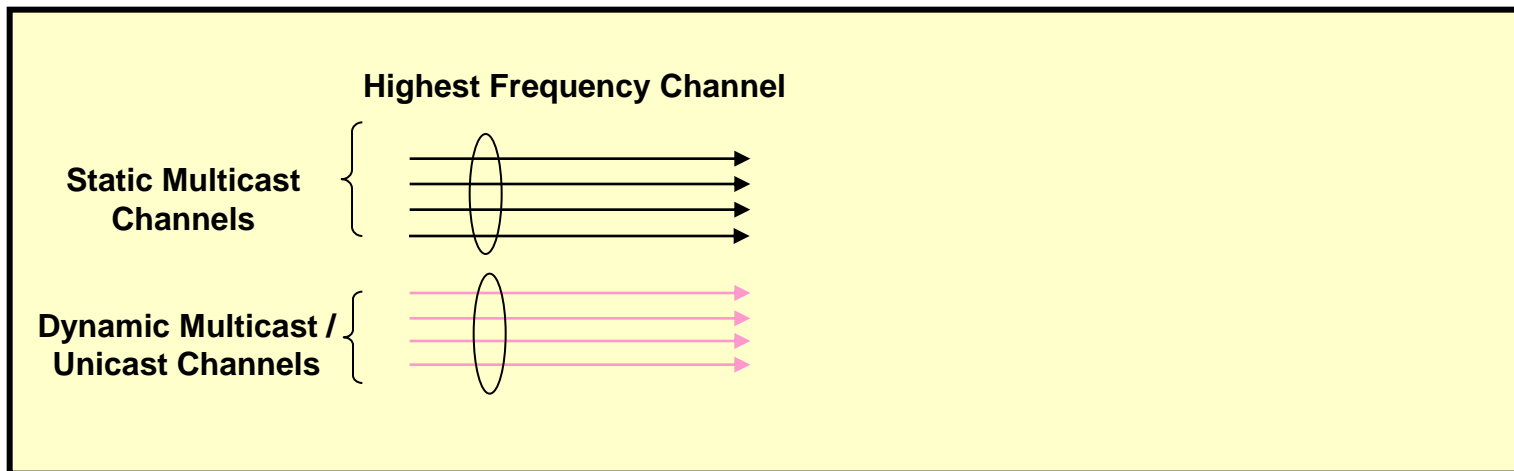 Highest Frequency Channel
Static Multicast
Channels
Dynamic Multicast /
Unicast Channels